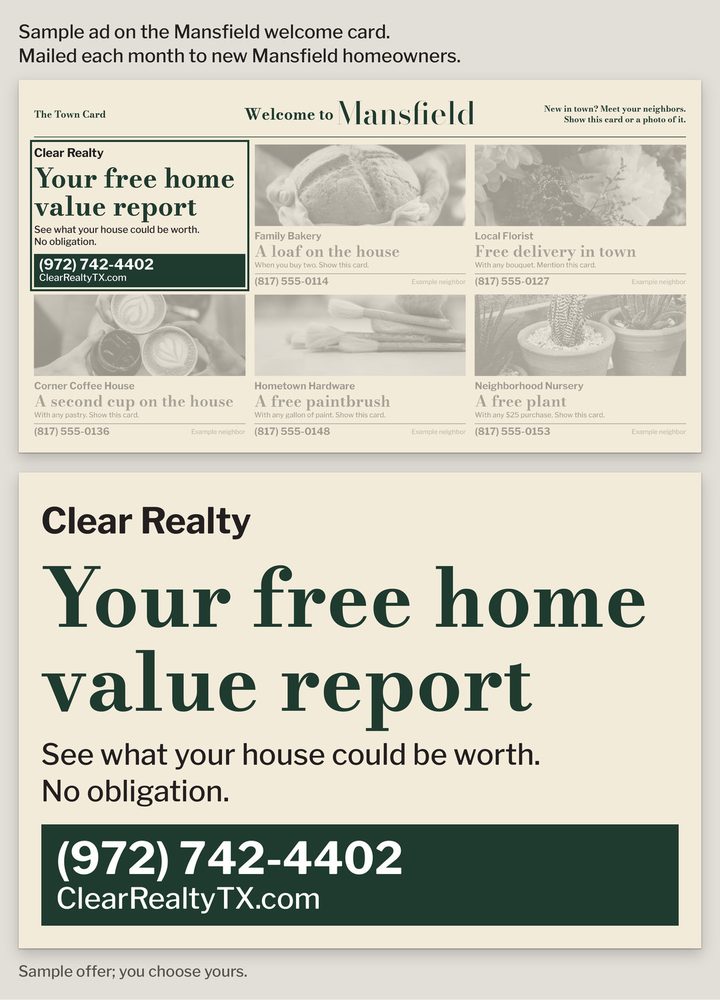 Sample ad on the Mansfield welcome card.
Mailed each month to new Mansfield homeowners.
The Town Card
Welcome to Mansfield
New in town? Meet your neighbors.
Show this card or a photo of it.
Clear Realty
Your free home
value report
See what your house could be worth.
No obligation.
(972) 742-4402
ClearRealtyTX.com
Family Bakery
A loaf on the house
When you buy two. Show this card.
(817) 555-0114
Example neighbor
Local Florist
Free delivery in town
With any bouquet. Mention this card.
(817) 555-0127
Example neighbor
Corner Coffee House
A second cup on the house
With any pastry. Show this card.
(817) 555-0136
Example neighbor
Hometown Hardware
A free paintbrush
With any gallon of paint. Show this card.
(817) 555-0148
Example neighbor
Neighborhood Nursery
A free plant
With any $25 purchase. Show this card.
(817) 555-0153
Example neighbor
Clear Realty
Your free home
value report
See what your house could be worth.
No obligation.
(972) 742-4402
ClearRealtyTX.com
Sample offer; you choose yours.